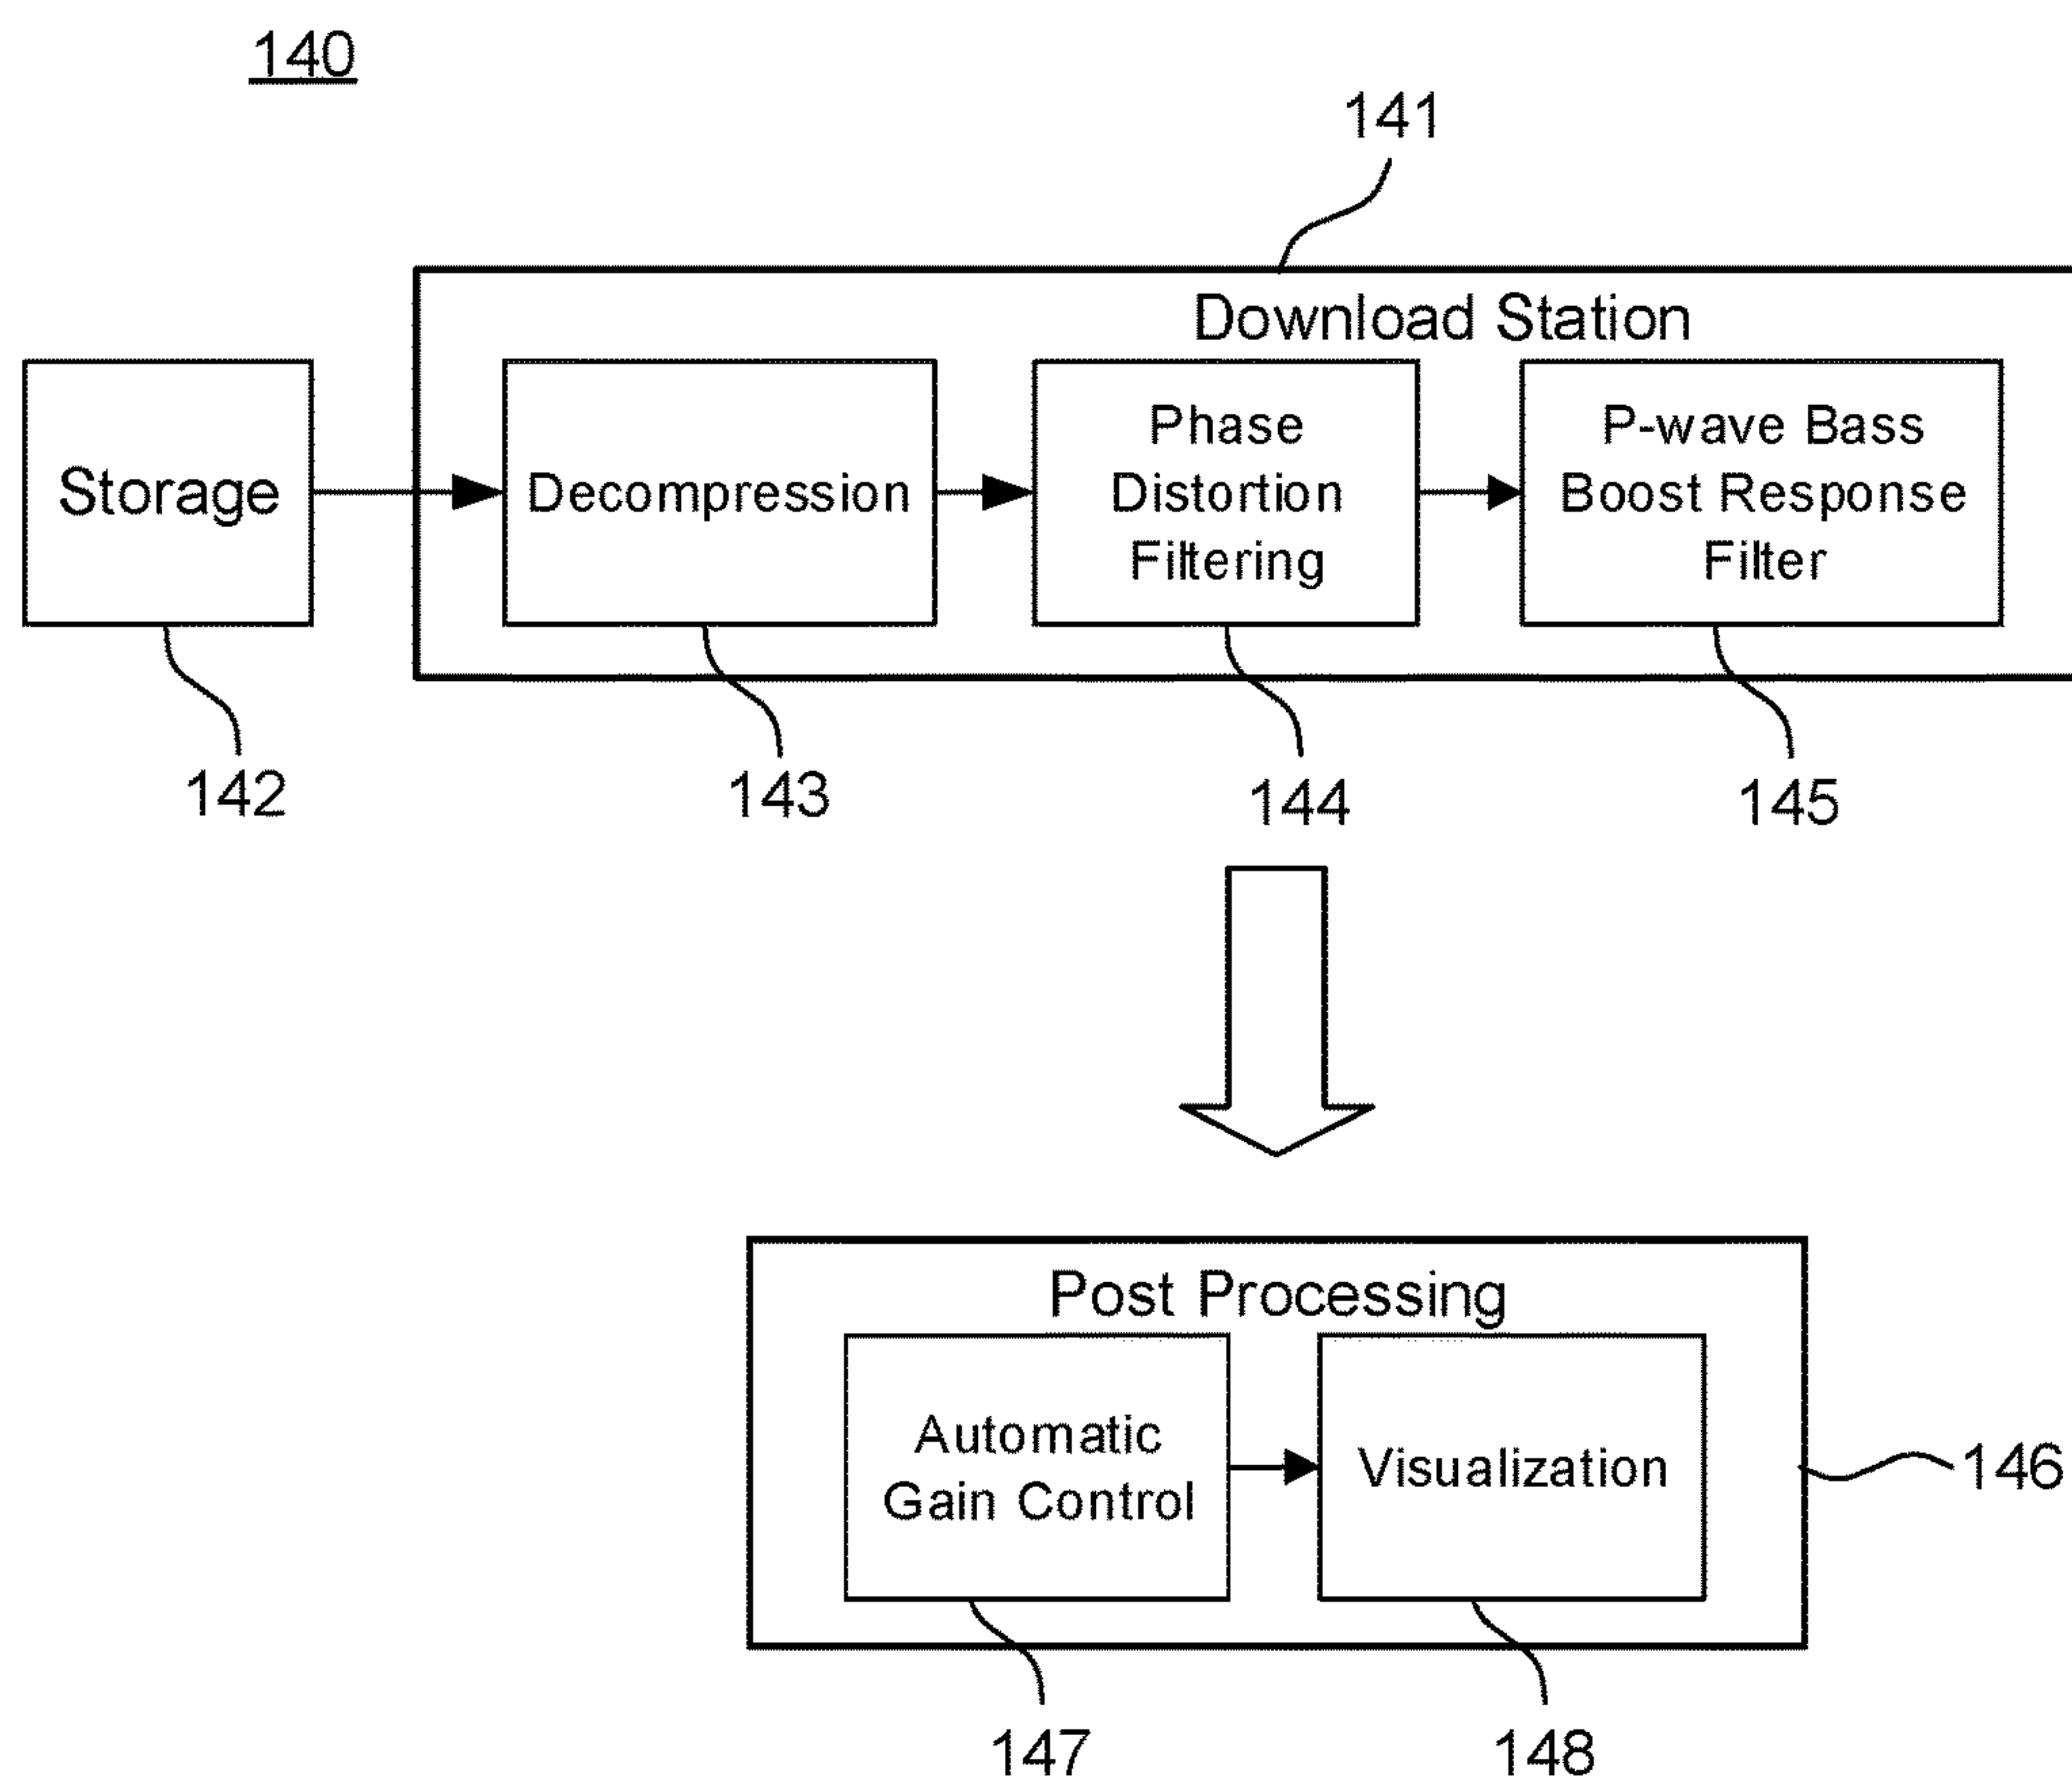 140
141
Download Station
Storage
Decompression
Phase
Distortion
Filtering
P-wave Bass
Boost Response
Filter
142
143
144
145
Post Processing
Automatic
Gain Control
Visualization
146
147
148